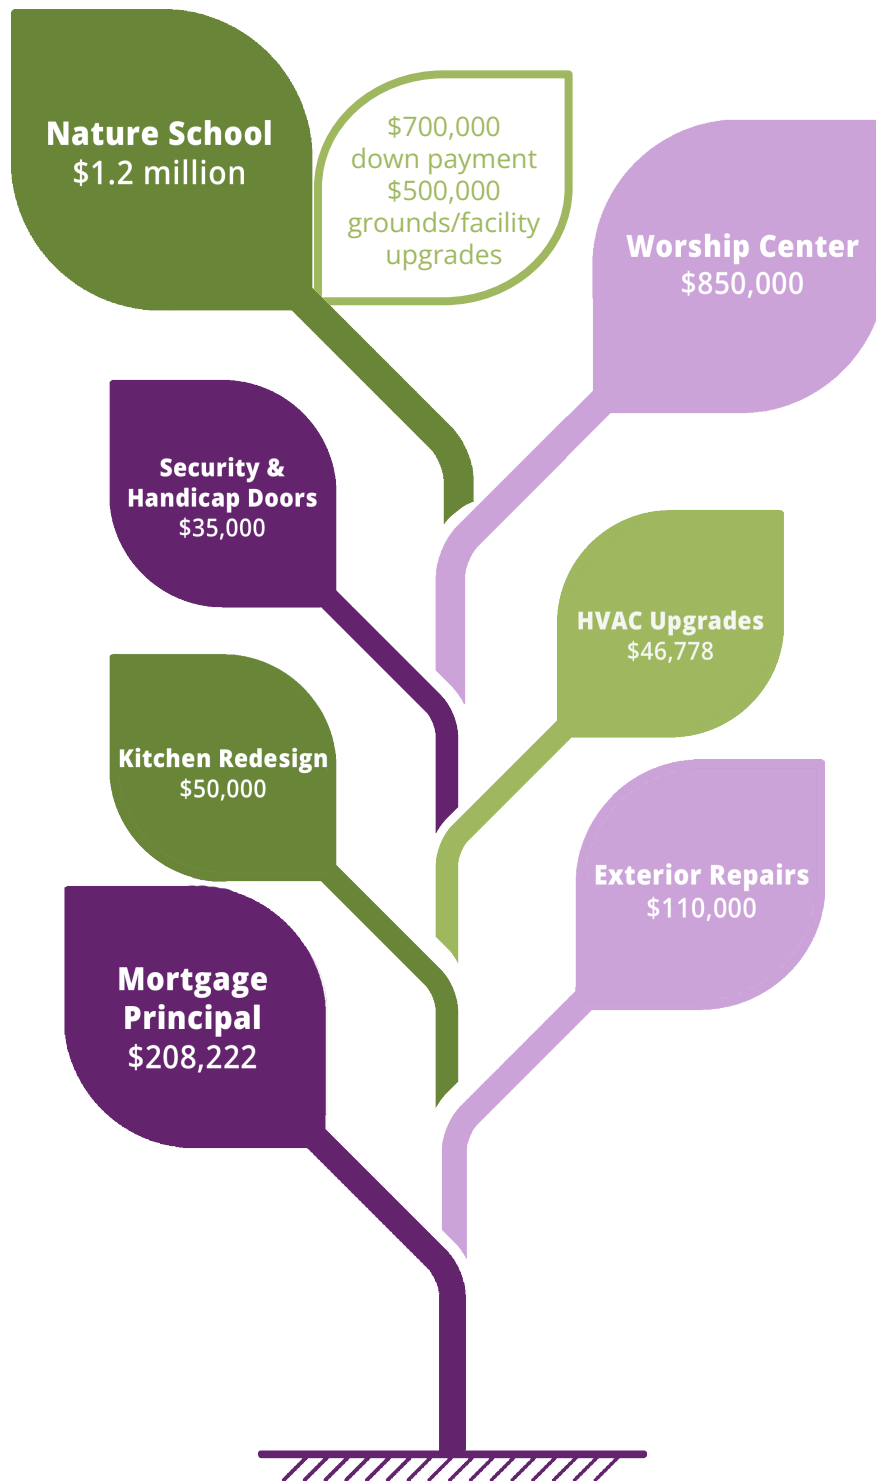 Nature School
$1.2 million
$700,000
down payment
$500,000
grounds/facility
upgrades
Worship Center
$850,000
Security &
Handicap Doors
$35,000
HVAC Upgrades
$46,778
Kitchen Redesign
$50,000
Exterior Repairs
$110,000
Mortgage
Principal
$208,222